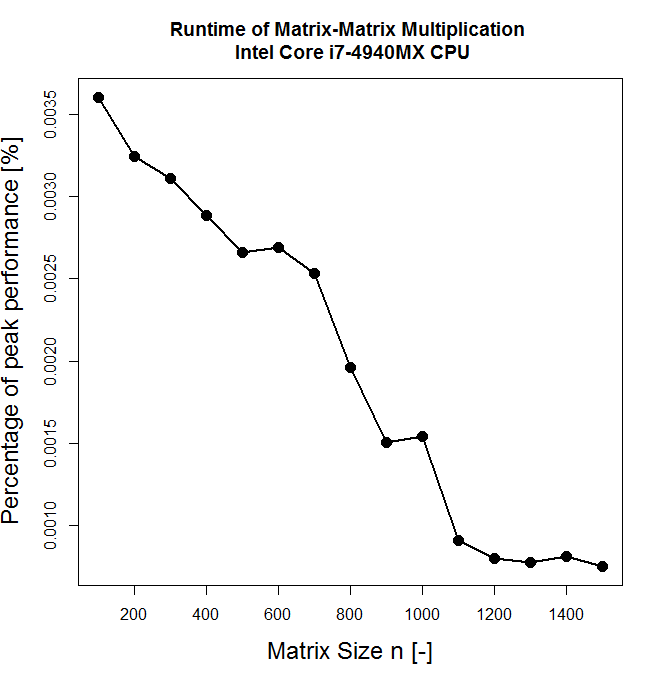 Runtime of Matrix-Matrix Multiplication
Intel Core i7-4940MX CPU
Percentage of peak performance [%]
0.0035
0.0030
0.0025
0.0020
0.0015
0.0010
200 400 600 800 1000 1200 1400
Matrix Size n [-]